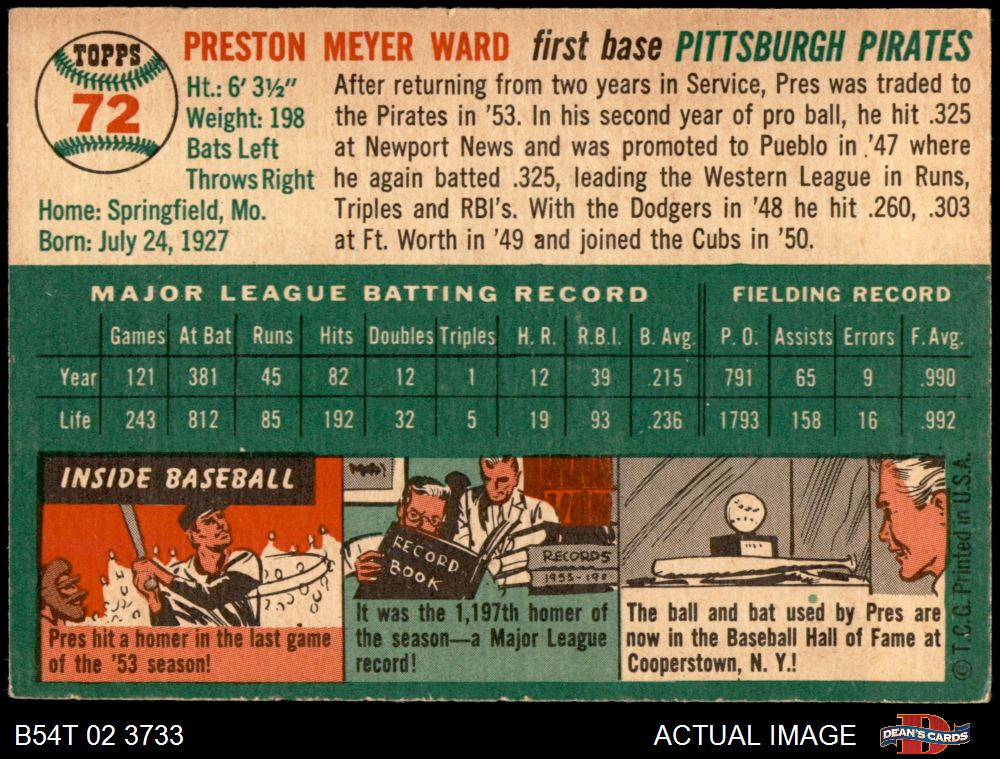 TOPPS
72
PRESTON MEYER WARD first base PITTSBURGH PIRATES
Ht.: 6' 3½"
Weight: 198
Bats Left
Throws Right
Home: Springfield, Mo.
Born: July 24, 1927
After returning from two years in Service, Pres was traded to
the Pirates in '53. In his second year of pro ball, he hit .325
at Newport News and was promoted to Pueblo in '47 where
he again batted .325, leading the Western League in Runs,
Triples and RBI's. With the Dodgers in '48 he hit .260, .303
at Ft. Worth in '49 and joined the Cubs in '50.
MAJOR LEAGUE BATTING RECORD FIELDING RECORD
Games At Bat Runs Hits Doubles Triples H. R. R.B.I. B. Avg. P. O. Assists Errors F. Avg.
Year 121 381 45 82 12 1 12 39 .215 791 65 9 .990
Life 243 812 85 192 32 5 19 93 .236 1793 158 16 .992
INSIDE BASEBALL
Pres hit a homer in the last game
of the '53 season!
RECORD
BOOK
RECORDS
It was the 1,197th homer of
the season—a Major League
record!
The ball and bat used by Pres are
now in the Baseball Hall of Fame at
Cooperstown, N. Y.!
© T. C. G. Printed in U.S.A.
B54T 02 3733
ACTUAL IMAGE
DEAN'S CARDS